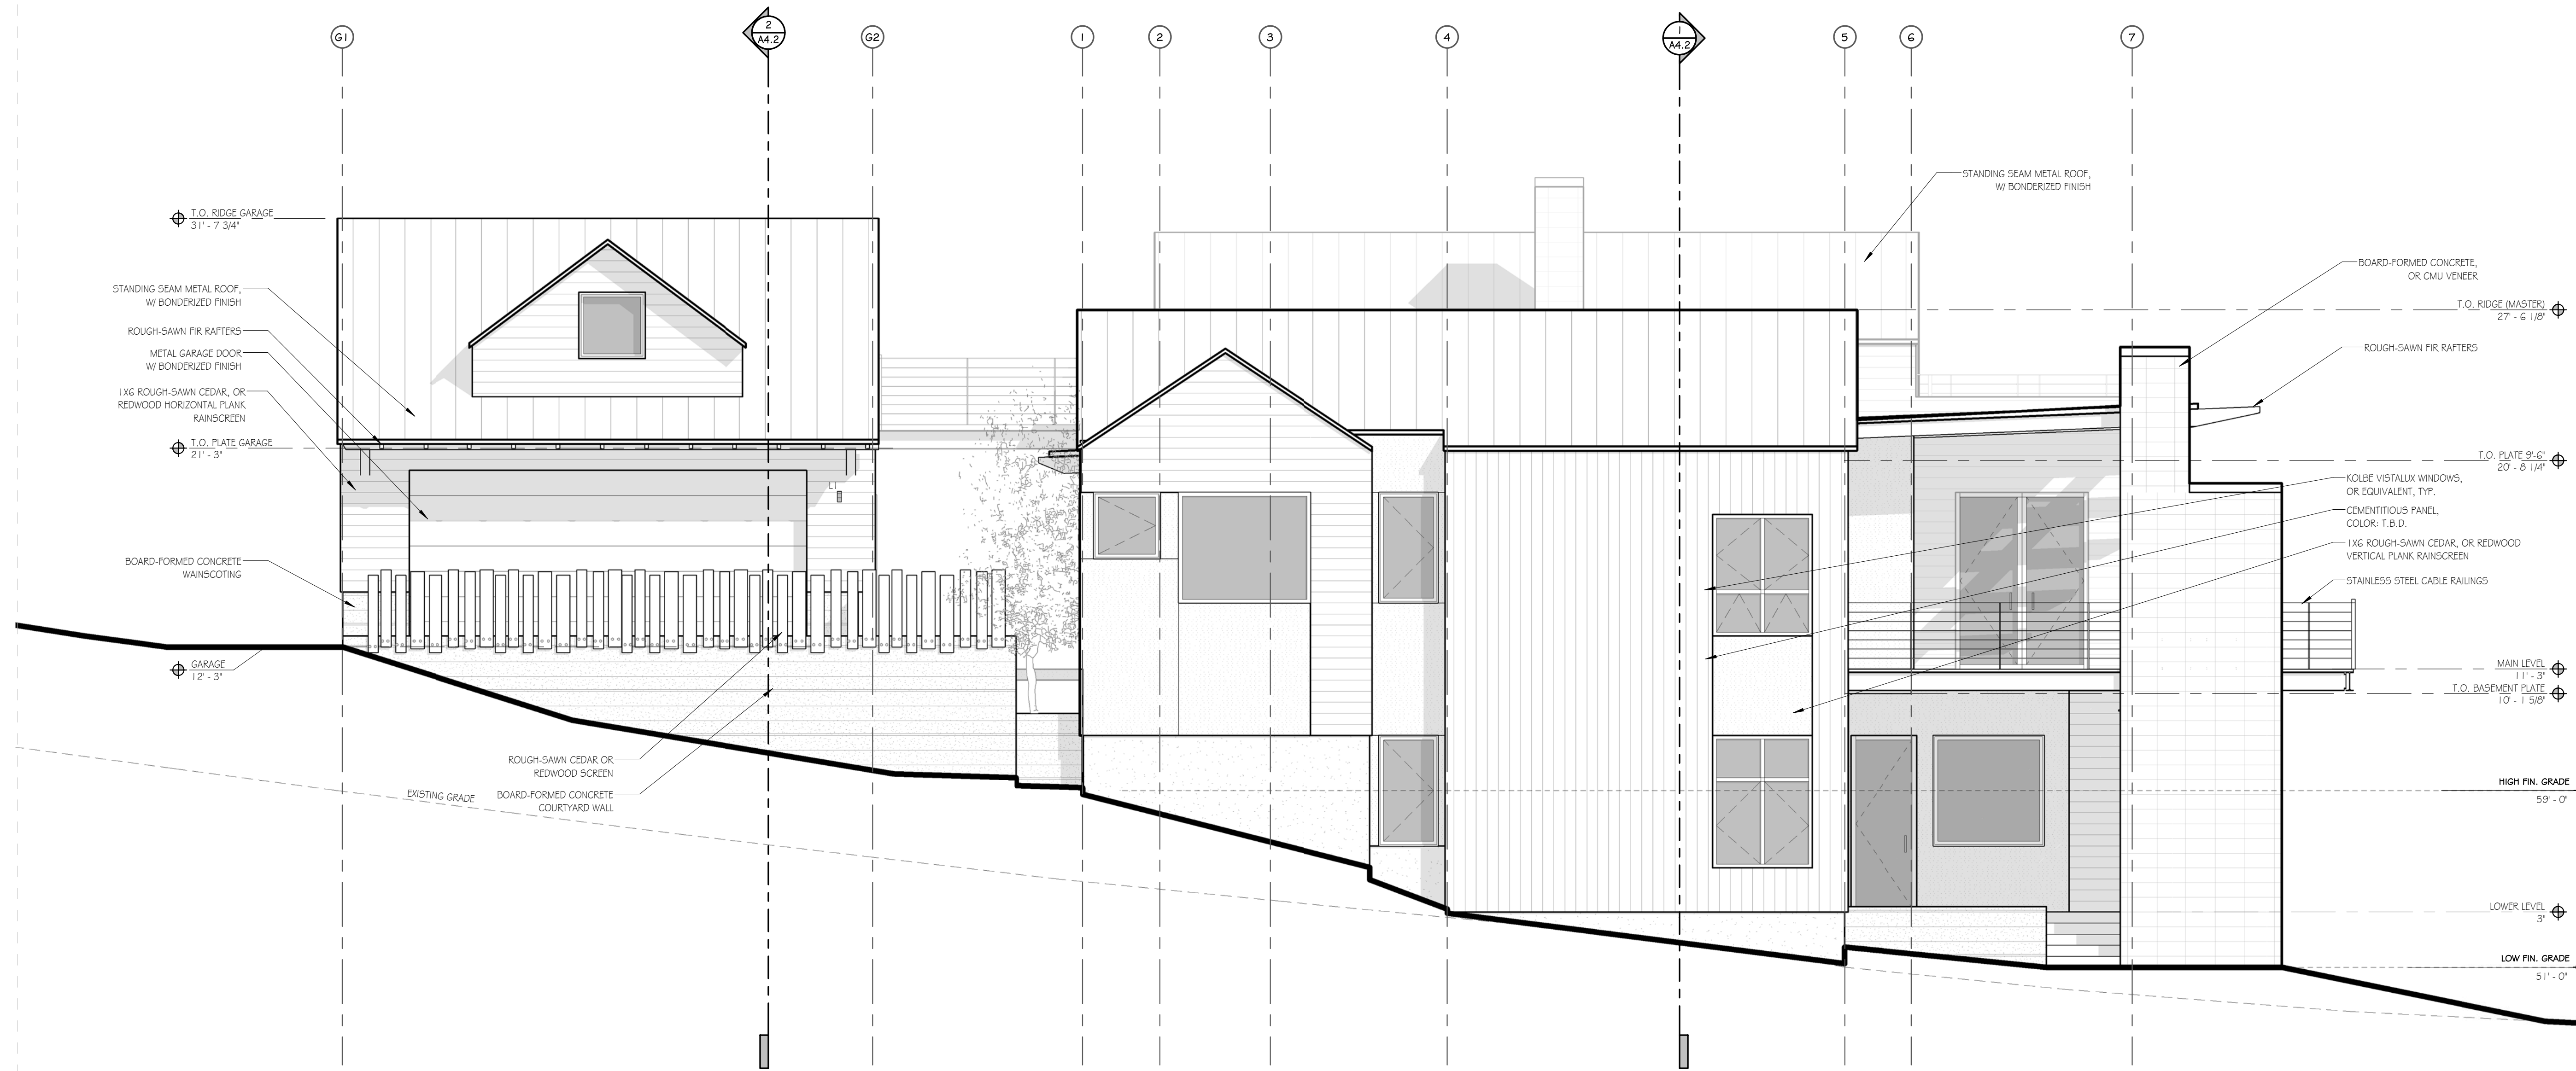 G1
2
A4.2
G2
1
2
3
4
1
A4.2
5
6
7
STANDING SEAM METAL ROOF,
W/ BONDERIZED FINISH
T.O. RIDGE GARAGE
31' - 7 3/4"
STANDING SEAM METAL ROOF,
W/ BONDERIZED FINISH
ROUGH-SAWN FIR RAFTERS
METAL GARAGE DOOR
W/ BONDERIZED FINISH
1X6 ROUGH-SAWN CEDAR, OR
REDWOOD HORIZONTAL PLANK
RAINSCREEN
T.O. PLATE GARAGE
21' - 3"
L1
BOARD-FORMED CONCRETE
WAINSCOTING
GARAGE
12' - 3"
ROUGH-SAWN CEDAR OR
REDWOOD SCREEN
BOARD-FORMED CONCRETE
COURTYARD WALL
EXISTING GRADE
BOARD-FORMED CONCRETE,
OR CMU VENEER
T.O. RIDGE (MASTER)
27' - 6 1/8"
ROUGH-SAWN FIR RAFTERS
T.O. PLATE 9'-6"
20' - 8 1/4"
KOLBE VISTALUX WINDOWS,
OR EQUIVALENT, TYP.
CEMENTITIOUS PANEL,
COLOR: T.B.D.
1X6 ROUGH-SAWN CEDAR, OR REDWOOD
VERTICAL PLANK RAINSCREEN
STAINLESS STEEL CABLE RAILINGS
MAIN LEVEL
11' - 3"
T.O. BASEMENT PLATE
10' - 1 5/8"
HIGH FIN. GRADE
59' - 0"
LOWER LEVEL
3"
LOW FIN. GRADE
51' - 0"